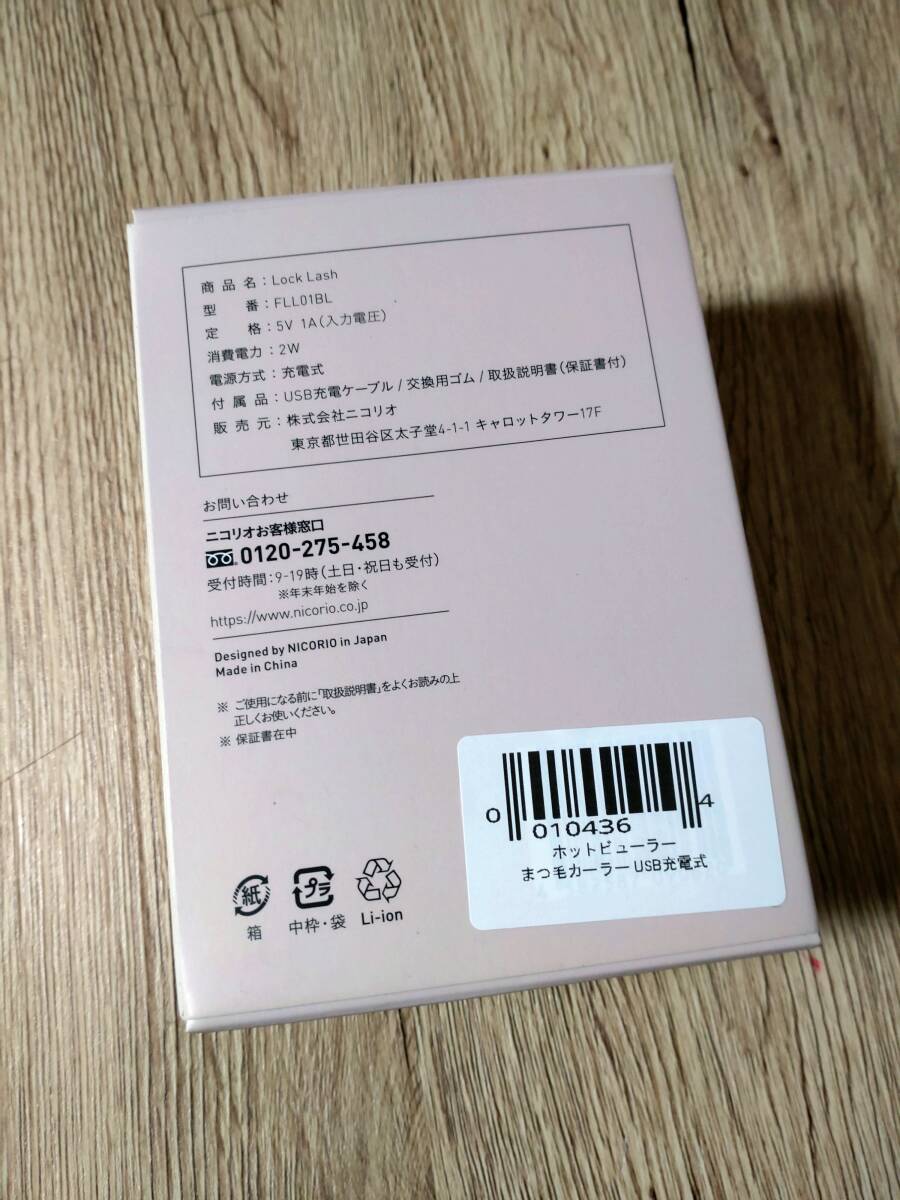 商品名：Lock Lash
型番：FLL01BL
定格：5V 1A（入力電圧）
消費電力：2W
電源方式：充電式
付属品：USB充電ケーブル / 交換用ゴム / 取扱説明書（保証書付）
販売元：株式会社ニコリオ
東京都世田谷区太子堂4-1-1 キャロットタワー17F
お問い合わせ
ニコリオお客様窓口
0120-275-458
受付時間：9-19時（土日・祝日も受付）
※年末年始を除く
https://www.nicorio.co.jp
Designed by NICORIO in Japan
Made in China
※ ご使用になる前に「取扱説明書」をよくお読みの上
正しくお使いください。
※ 保証書在中
紙
箱
プラ
中枠・袋
Li-ion
0 010436 4
ホットビューラー
まつ毛カーラー USB充電式